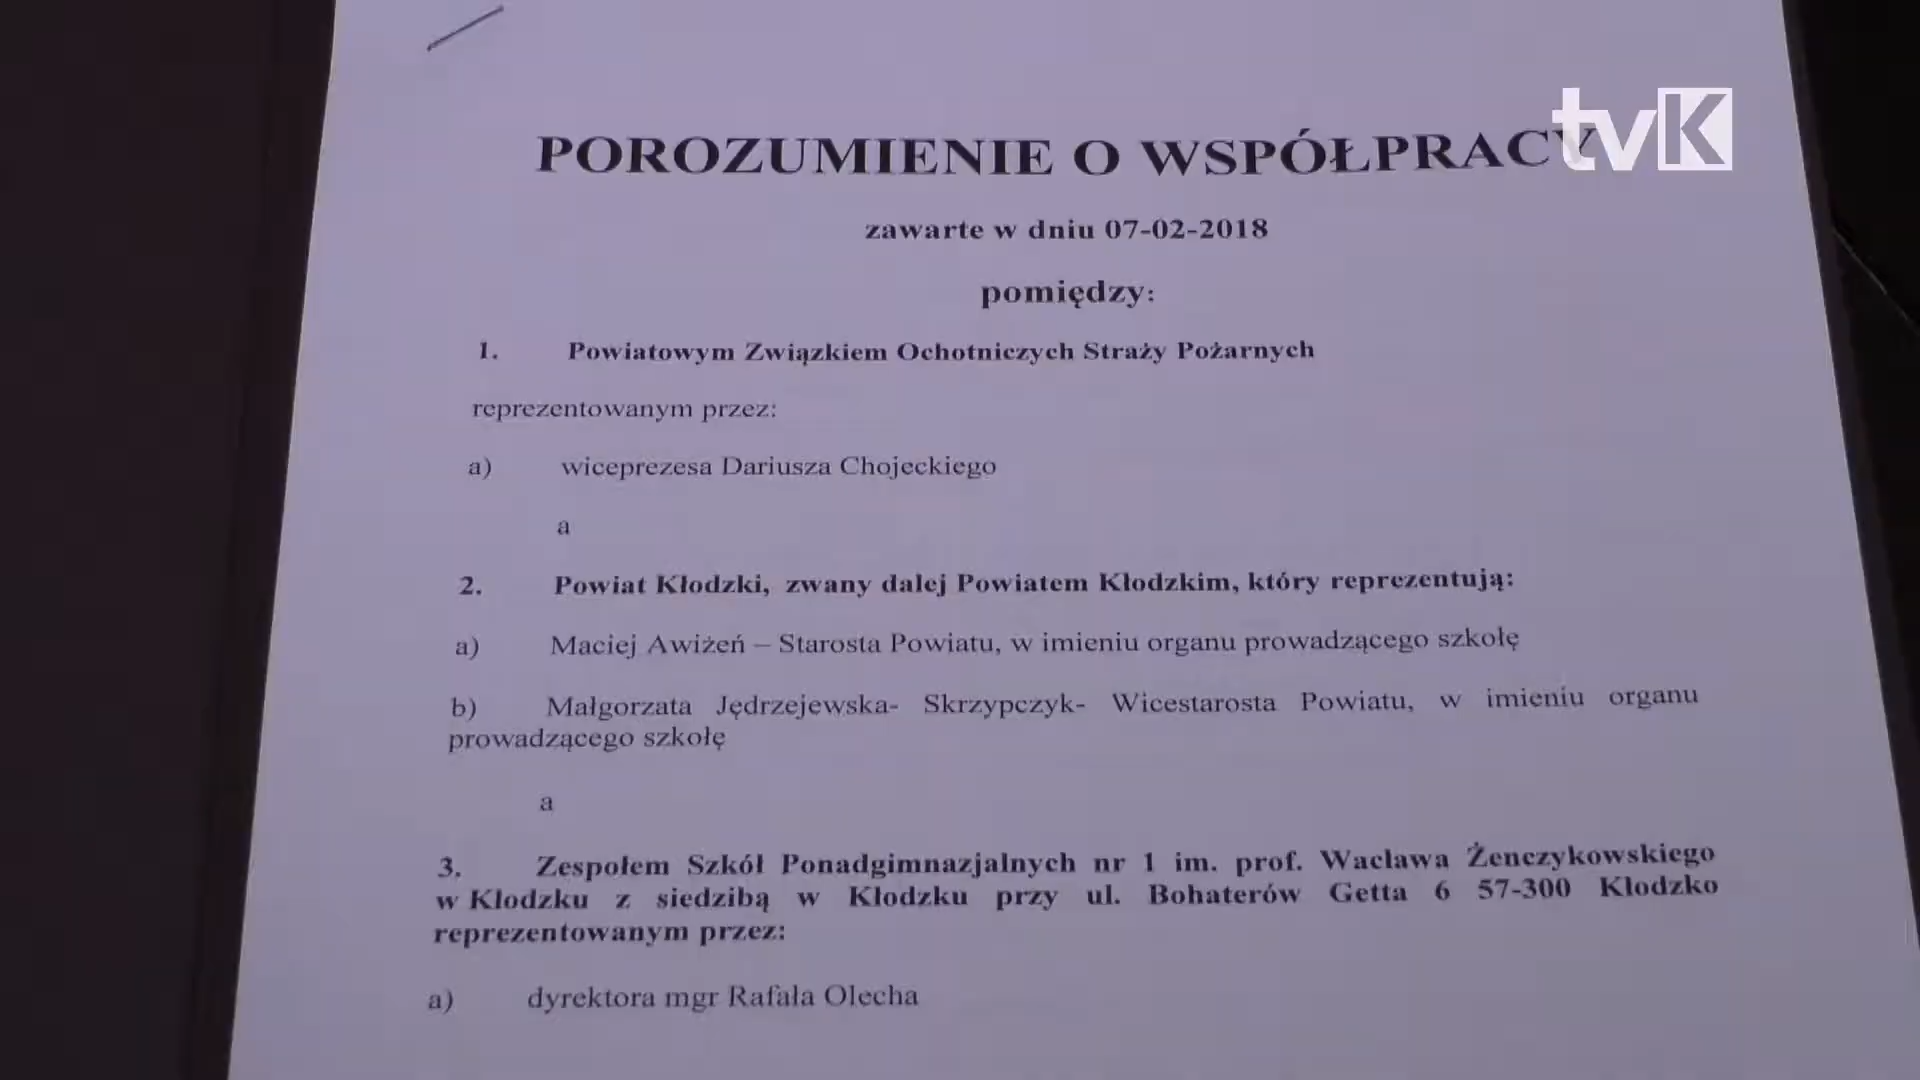 tvK
POROZUMIENIE O WSPÓŁPRACY
zawarte w dniu 07-02-2018
pomiędzy:
1. Powiatowym Związkiem Ochotniczych Straży Pożarnych
reprezentowanym przez:
a) wiceprezesa Dariusza Chojeckiego
a
2. Powiat Kłodzki, zwany dalej Powiatem Kłodzkim, który reprezentują:
a) Maciej Awiżeń – Starosta Powiatu, w imieniu organu prowadzącego szkołę
b) Małgorzata Jędrzejewska- Skrzypczyk- Wicestarosta Powiatu, w imieniu organu
prowadzącego szkołę
a
3. Zespołem Szkół Ponadgimnazjalnych nr 1 im. prof. Wacława Żenczykowskiego
w Kłodzku z siedzibą w Kłodzku przy ul. Bohaterów Getta 6 57-300 Kłodzko
reprezentowanym przez:
a) dyrektora mgr Rafała Olecha